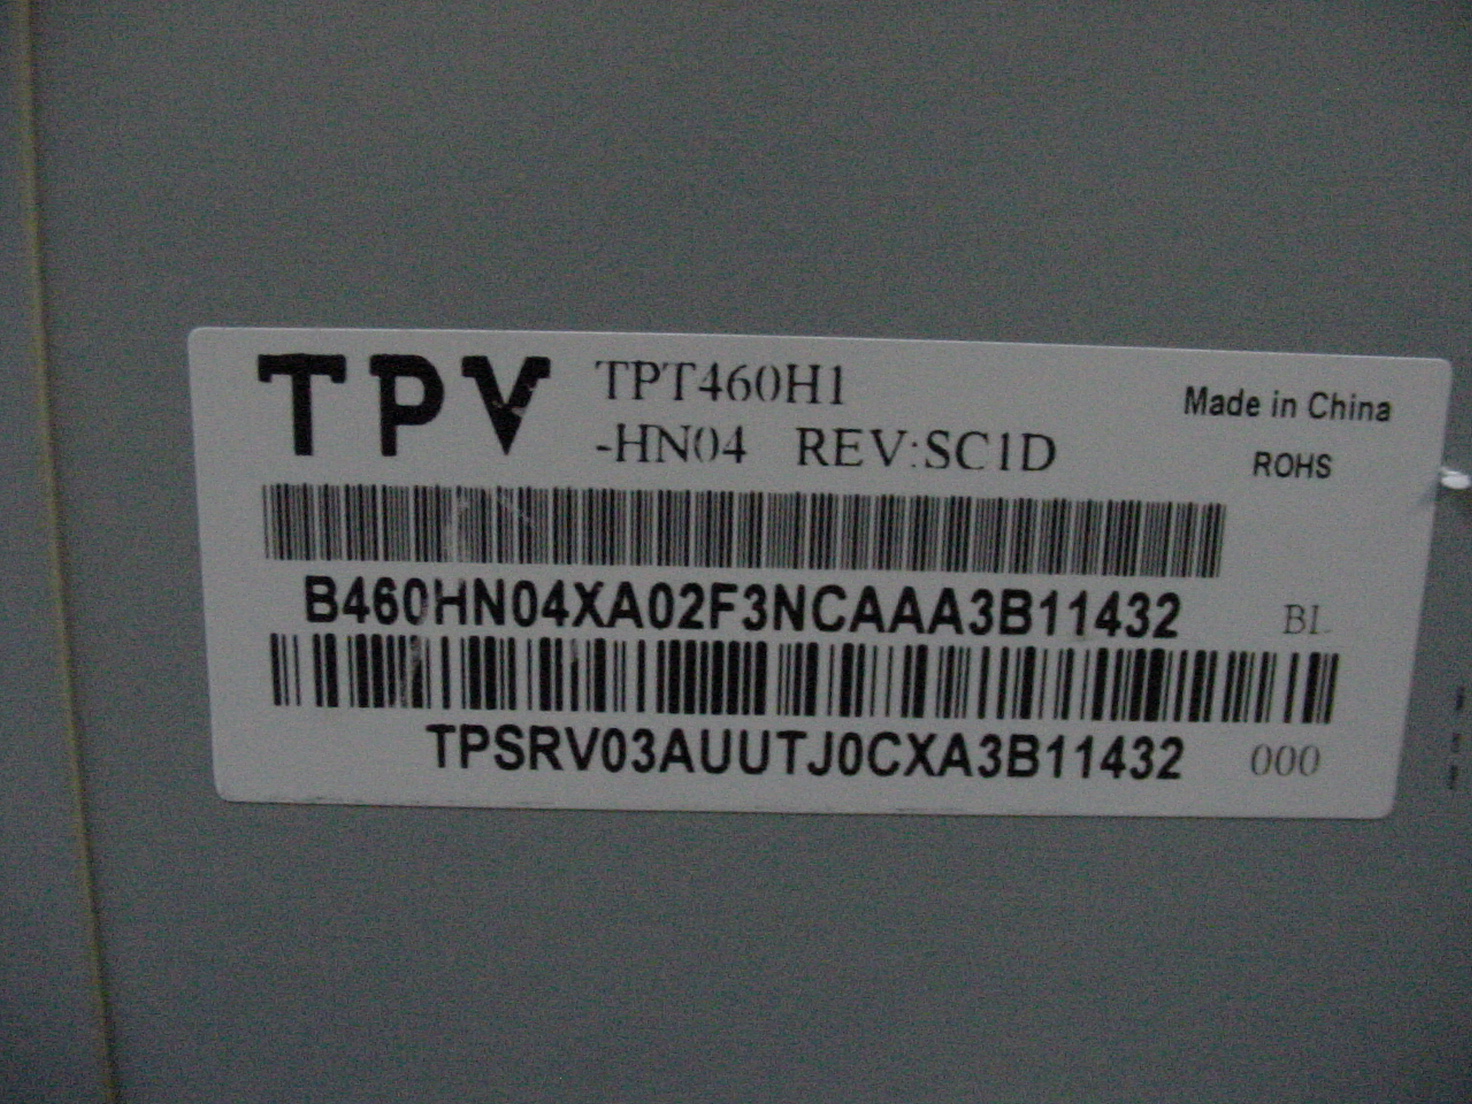 TPV TPT460H1
-HN04 REV:SC1D
Made in China
ROHS
B460HN04XA02F3NCAAA3B11432 BL
TPSRV03AUUTJ0CXA3B11432 000